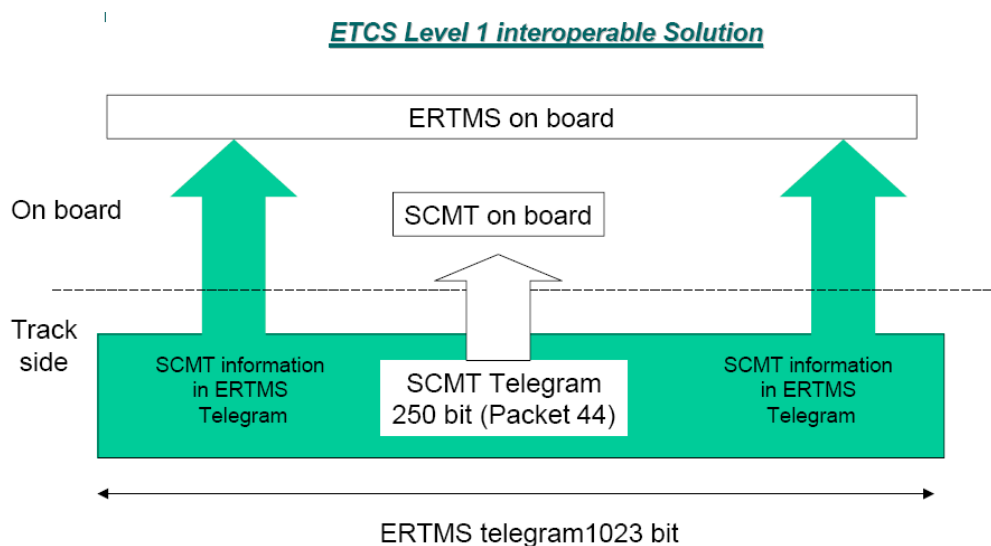 ETCS Level 1 interoperable Solution
ERTMS on board
On board
SCMT on board
Track
side
SCMT information
in ERTMS
Telegram
SCMT Telegram
250 bit (Packet 44)
SCMT information
in ERTMS
Telegram
ERTMS telegram1023 bit